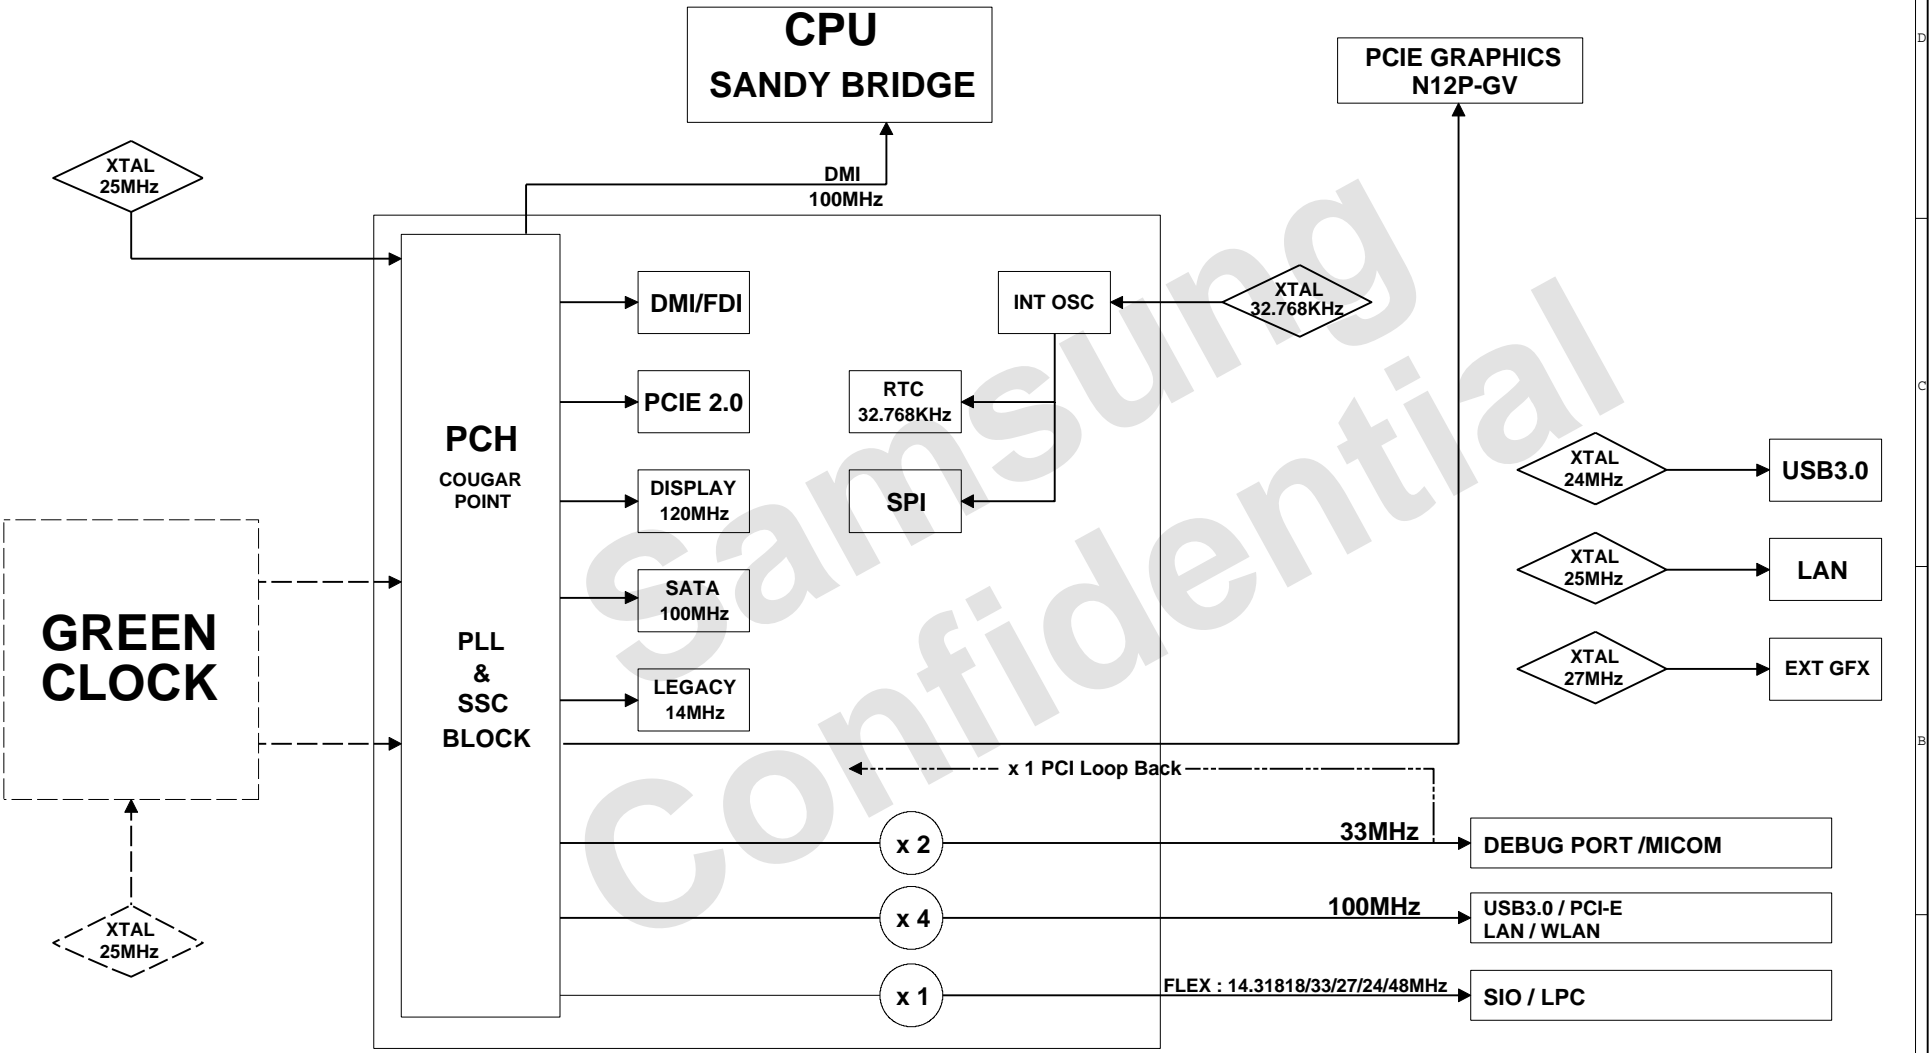 CPU
SANDY BRIDGE
PCIE GRAPHICS
N12P-GV
D
XTAL
25MHz
DMI
100MHz
DMI/FDI
INT OSC
XTAL
32.768KHz
PCIE 2.0
RTC
32.768KHz
C
PCH
COUGAR
POINT
DISPLAY
120MHz
SPI
XTAL
24MHz
USB3.0
XTAL
25MHz
LAN
GREEN
CLOCK
SATA
100MHz
PLL
&
SSC
BLOCK
LEGACY
14MHz
XTAL
27MHz
EXT GFX
B
x 1 PCI Loop Back
x 2
33MHz
DEBUG PORT /MICOM
x 4
100MHz
USB3.0 / PCI-E
LAN / WLAN
XTAL
25MHz
x 1
FLEX : 14.31818/33/27/24/48MHz
SIO / LPC
Samsung
Confidential